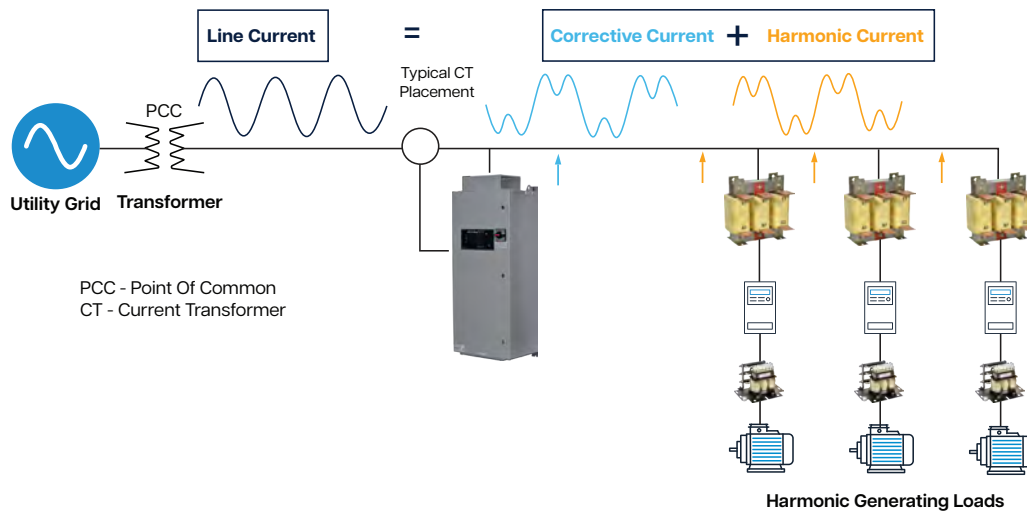 Line Current
=
Corrective Current + Harmonic Current
Typical CT
Placement
PCC
Utility Grid
Transformer
PCC - Point Of Common
CT - Current Transformer
Harmonic Generating Loads